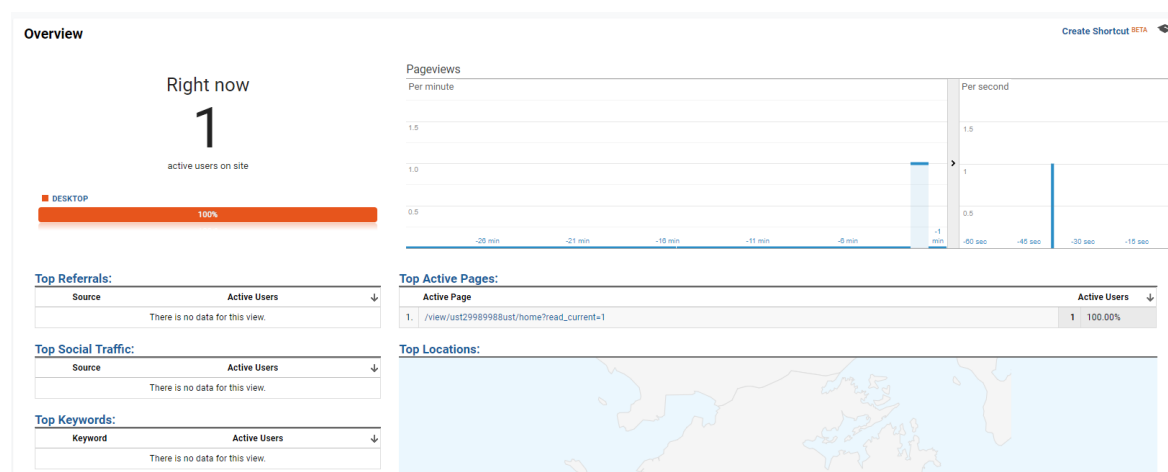 Overview
Create Shortcut BETA
Right now
1
active users on site
DESKTOP
100%
Pageviews
Per minute
1.5
1.0
0.5
-26 min
-21 min
-16 min
-11 min
-6 min
-1
min
Per second
1.5
1
0.5
-60 sec
-45 sec
-30 sec
-15 sec
Top Referrals:
Source Active Users
There is no data for this view.
Top Social Traffic:
Source Active Users
There is no data for this view.
Top Keywords:
Keyword Active Users
There is no data for this view.
Top Active Pages:
Active Page Active Users
1. /view/ust29989988ust/home?read_current=1 1 100.00%
Top Locations: